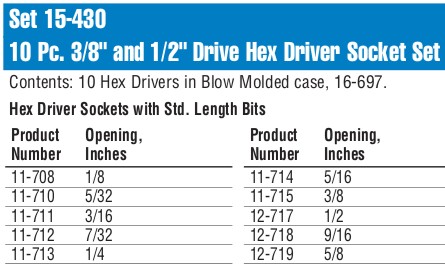 Set 15-430
10 Pc. 3/8" and 1/2" Drive Hex Driver Socket Set
Contents: 10 Hex Drivers in Blow Molded case, 16-697.
Hex Driver Sockets with Std. Length Bits
Product Number Opening, Inches Product Number Opening, Inches
11-708 1/8 11-714 5/16
11-710 5/32 11-715 3/8
11-711 3/16 12-717 1/2
11-712 7/32 12-718 9/16
11-713 1/4 12-719 5/8